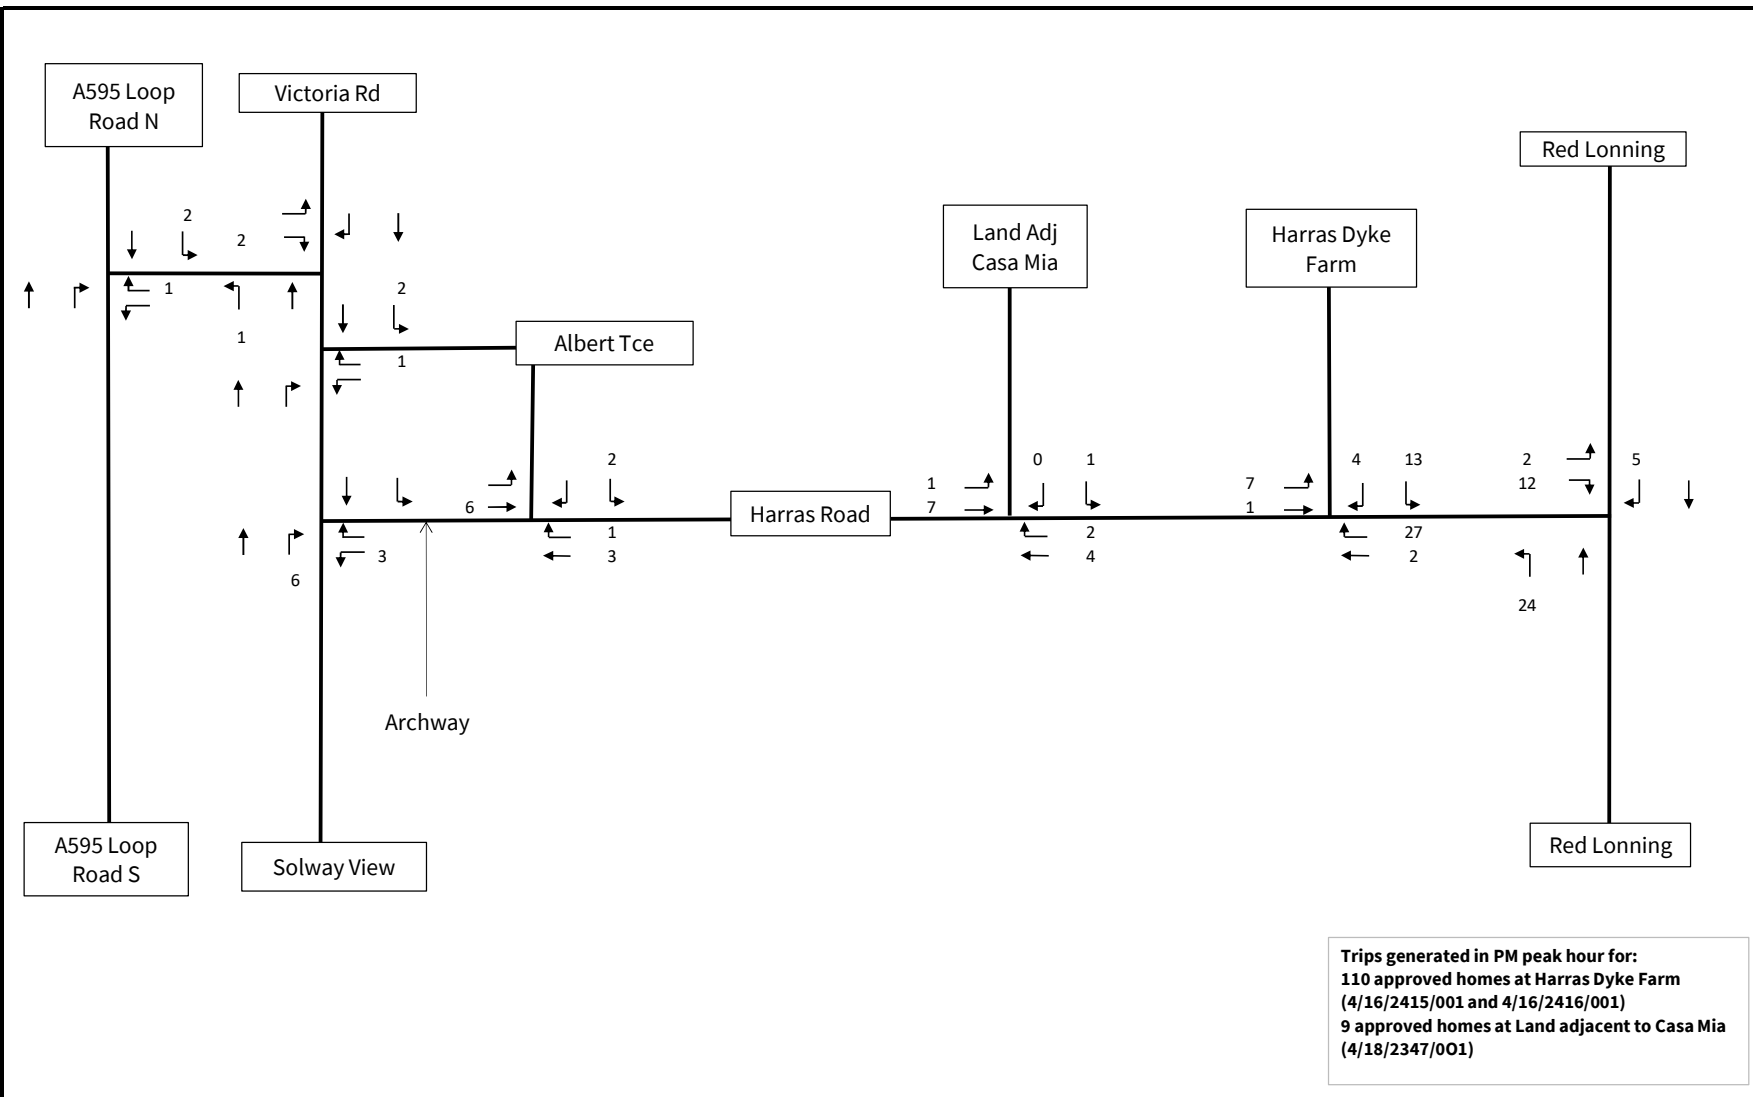 A595 Loop
Road N
Victoria Rd
Red Lonning
Land Adj
Casa Mia
Harras Dyke
Farm
2
2
1
1
2
Albert Tce
1
2
6
1
3
3
6
Harras Road
1
7
0
1
2
4
7
1
4
13
27
2
2
12
5
24
Archway
A595 Loop
Road S
Solway View
Red Lonning
Trips generated in PM peak hour for:
110 approved homes at Harras Dyke Farm
(4/16/2415/001 and 4/16/2416/001)
9 approved homes at Land adjacent to Casa Mia
(4/18/2347/0O1)